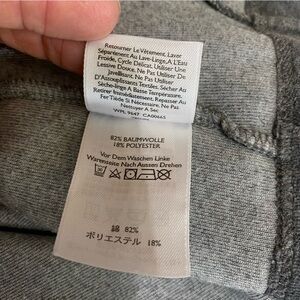 Retourner Le Vêtement, Laver
Séparément Au Lave-Linge, A L'Eau
Froide, Cycle Délicat. Utiliser Une
Lessive Douce. Ne Pas Utiliser De
Javellisant. Ne Pas Utiliser
D'Assouplissants Textiles. Séchage
Sèche-linge A Basse Température.
Retirer Immédiatement. Repasser Au
Fer Tiède Si Nécessaire. Ne Pas
Nettoyer A Sec
WPL 9647 CA00665
82% BAUMWOLLE
18% POLYESTER
Vor Dem Waschen Linke
Warenseite Nach Aussen Drehen
綿 82%
ポリエステル 18%